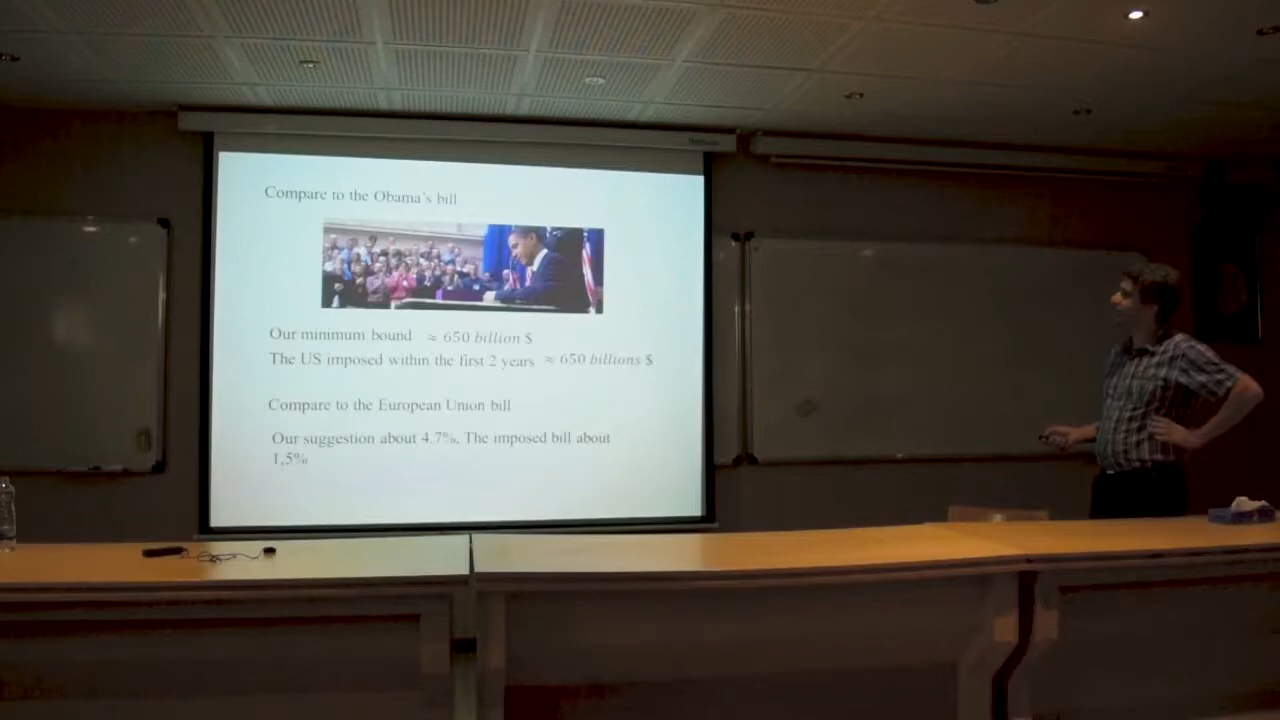 Compare to the Obama's bill
Our minimum bound ≈ 650 billion $
The US imposed within the first 2 years ≈ 650 billions $
Compare to the European Union bill
Our suggestion about 4.7%. The imposed bill about
1,5%